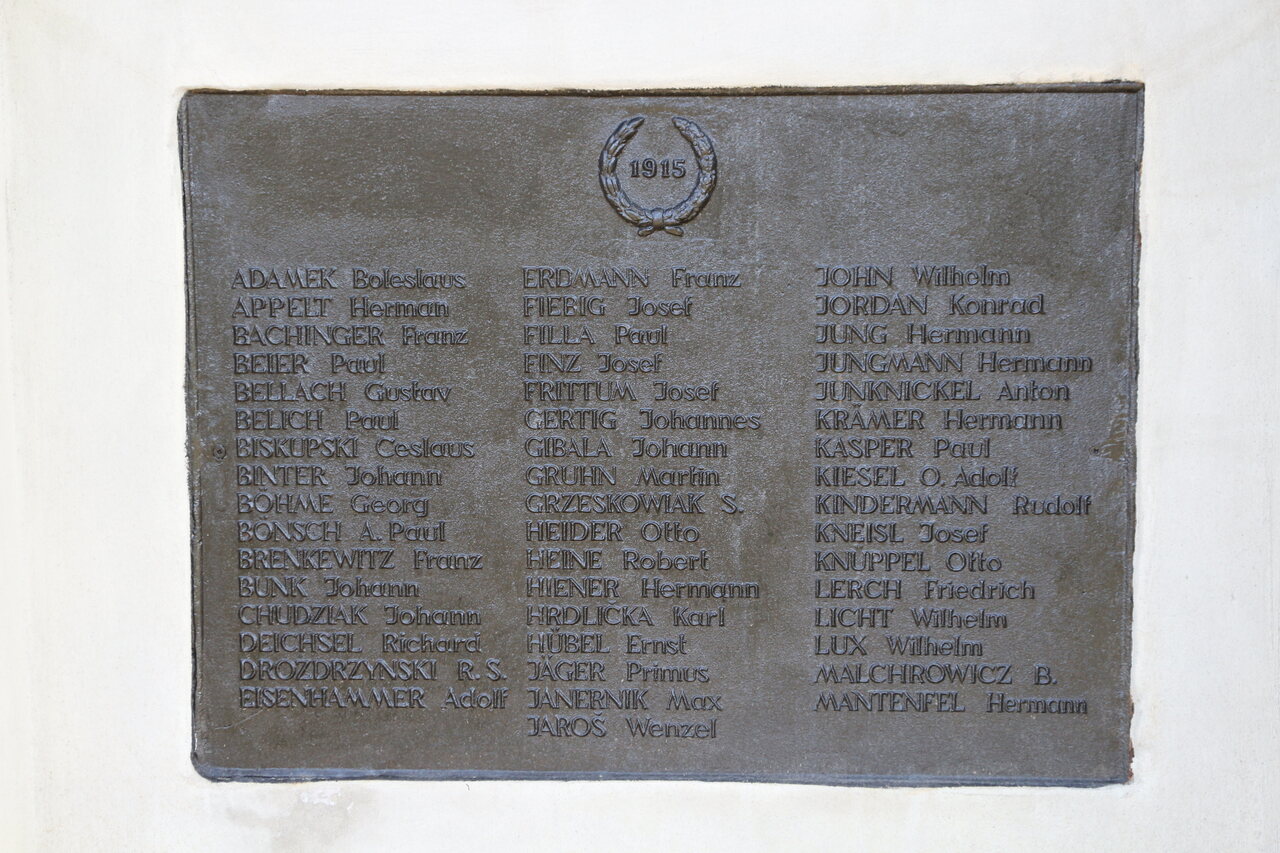 1915
ADAMEK Boleslaus
APPELT Herman
BACHINGER Franz
BEIER Paul
BELLACH Gustav
BELICH Paul
BISKUPSKI Ceslaus
BINTER Johann
BÖHME Georg
BÖNSCH A. Paul
BRENKEWITZ Franz
BUNK Johann
CHUDZIAK Johann
DEICHSEL Richard
DROZDRZYNSKI R. S.
EISENHAMMER Adolf
ERDMANN Franz
FIEBIG Josef
FILLA Paul
FINZ Josef
FRITTUM Josef
GERTIG Johannes
GIBALA Johann
GRUHN Martin
GRZESKOWIAK S.
HEIDER Otto
HEINE Robert
HIENER Hermann
HRDLICKA Karl
HÜBEL Ernst
JÄGER Primus
JANERNIK Max
JAROŠ Wenzel
JOHN Wilhelm
JORDAN Konrad
JUNG Hermann
JUNGMANN Hermann
JUNKNICKEL Anton
KRÄMER Hermann
KASPER Paul
KIESEL O. Adolf
KINDERMANN Rudolf
KNEISL Josef
KNÜPPEL Otto
LERCH Friedrich
LICHT Wilhelm
LUX Wilhelm
MALCHROWICZ B.
MANTENFEL Hermann